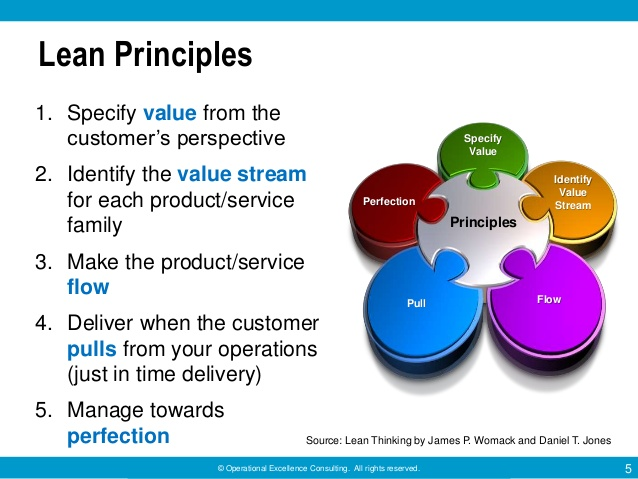 Lean Principles
1. Specify value from the
customer’s perspective
2. Identify the value stream
for each product/service
family
3. Make the product/service
flow
4. Deliver when the customer
pulls from your operations
(just in time delivery)
5. Manage towards
perfection
Specify
Value
Identify
Value
Stream
Perfection
Principles
Pull
Flow
Source: Lean Thinking by James P. Womack and Daniel T. Jones
© Operational Excellence Consulting. All rights reserved.
5